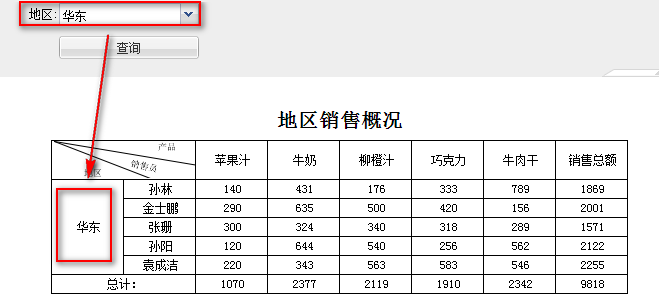 地区: 华东
查询
地区销售概况
产品 销售员 地区 苹果汁 牛奶 柳橙汁 巧克力 牛肉干 销售总额
孙林 140 431 176 333 789 1869
金士鹏 290 635 500 420 156 2001
华东 张珊 300 324 340 318 289 1571
孙阳 120 644 540 256 562 2122
袁成洁 220 343 563 583 546 2255
总计: 1070 2377 2119 1910 2342 9818